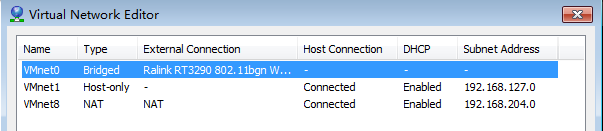 Virtual Network Editor
Name Type External Connection Host Connection DHCP Subnet Address
VMnet0 Bridged Ralink RT3290 802.11bgn W... - - -
VMnet1 Host-only - Connected Enabled 192.168.127.0
VMnet8 NAT NAT Connected Enabled 192.168.204.0